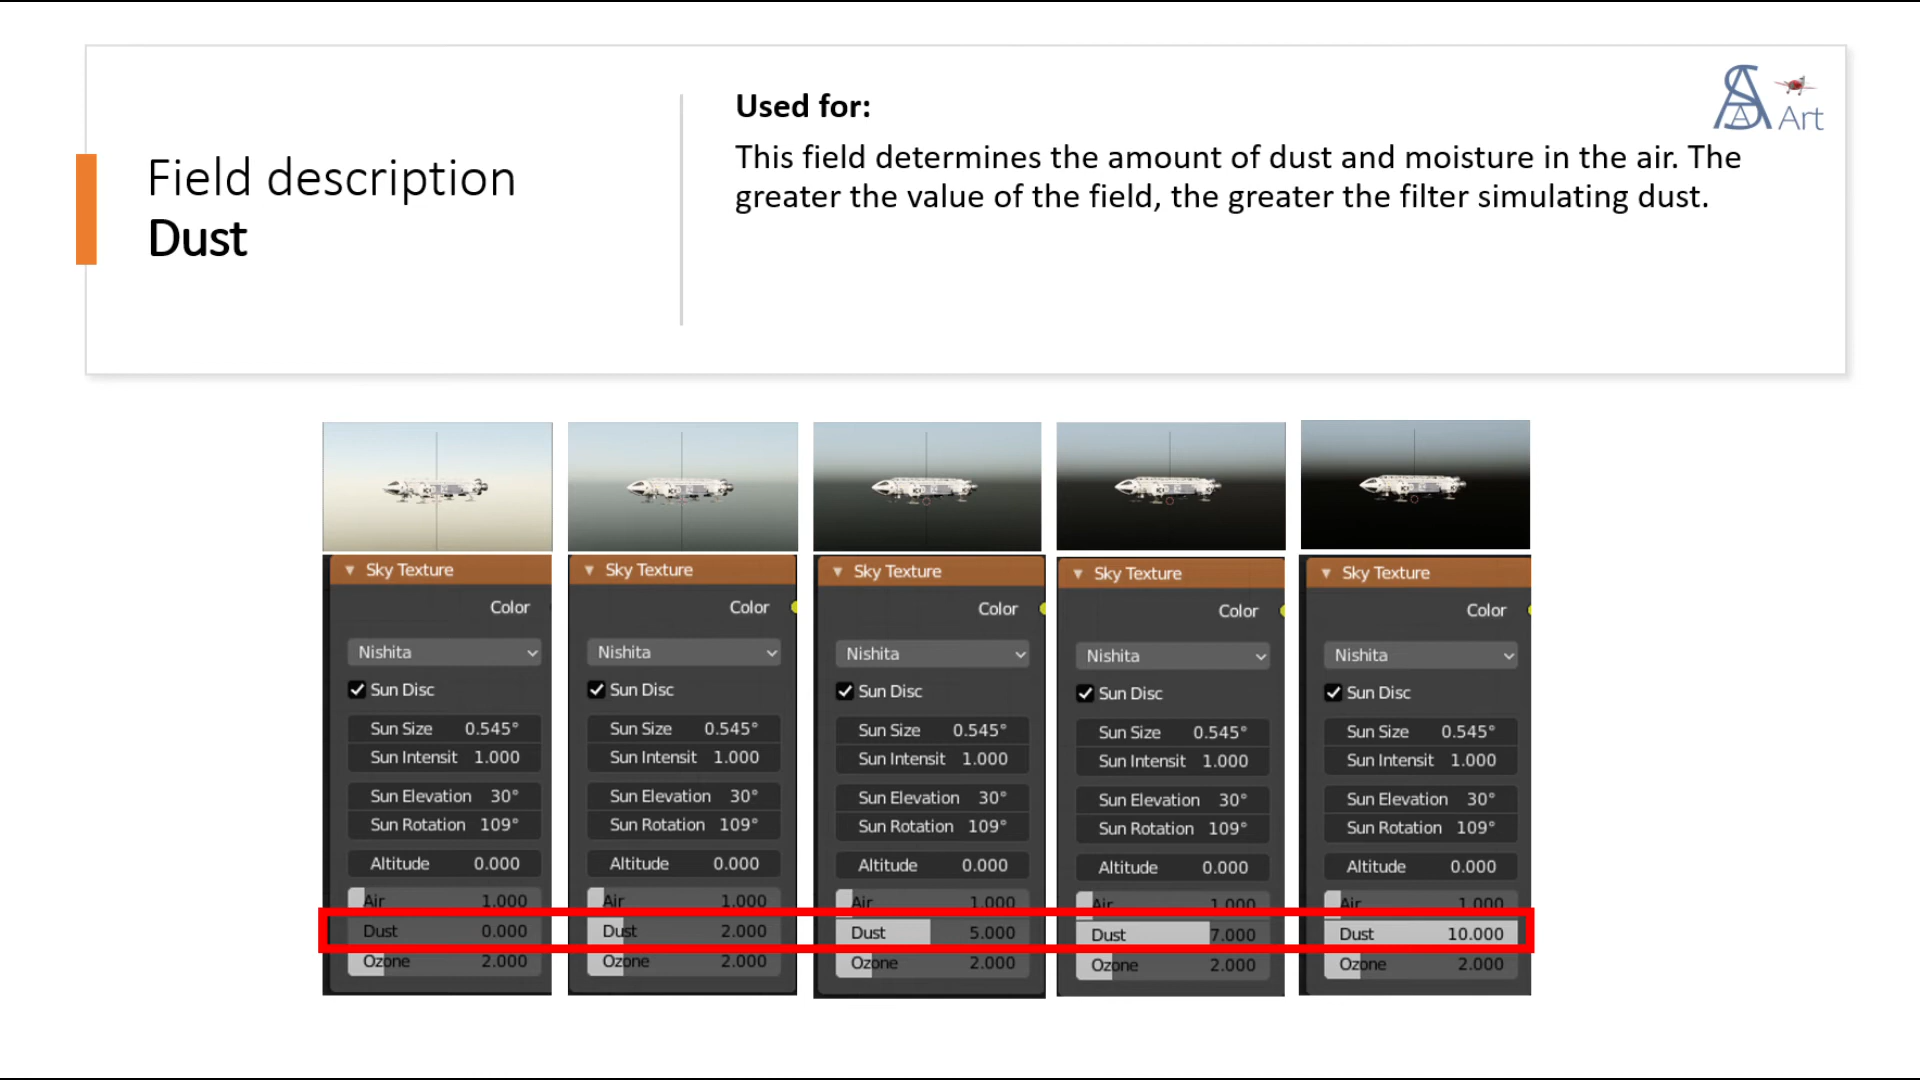 Field description
Dust
Used for:
This field determines the amount of dust and moisture in the air. The
greater the value of the field, the greater the filter simulating dust.
SAA Art
Sky Texture
Color
Nishita
Sun Disc
Sun Size 0.545°
Sun Intensit 1.000
Sun Elevation 30°
Sun Rotation 109°
Altitude 0.000
Air 1.000
Dust 0.000
Ozone 2.000
Sky Texture
Color
Nishita
Sun Disc
Sun Size 0.545°
Sun Intensit 1.000
Sun Elevation 30°
Sun Rotation 109°
Altitude 0.000
Air 1.000
Dust 2.000
Ozone 2.000
Sky Texture
Color
Nishita
Sun Disc
Sun Size 0.545°
Sun Intensit 1.000
Sun Elevation 30°
Sun Rotation 109°
Altitude 0.000
Air 1.000
Dust 5.000
Ozone 2.000
Sky Texture
Color
Nishita
Sun Disc
Sun Size 0.545°
Sun Intensit 1.000
Sun Elevation 30°
Sun Rotation 109°
Altitude 0.000
Air 1.000
Dust 7.000
Ozone 2.000
Sky Texture
Color
Nishita
Sun Disc
Sun Size 0.545°
Sun Intensit 1.000
Sun Elevation 30°
Sun Rotation 109°
Altitude 0.000
Air 1.000
Dust 10.000
Ozone 2.000